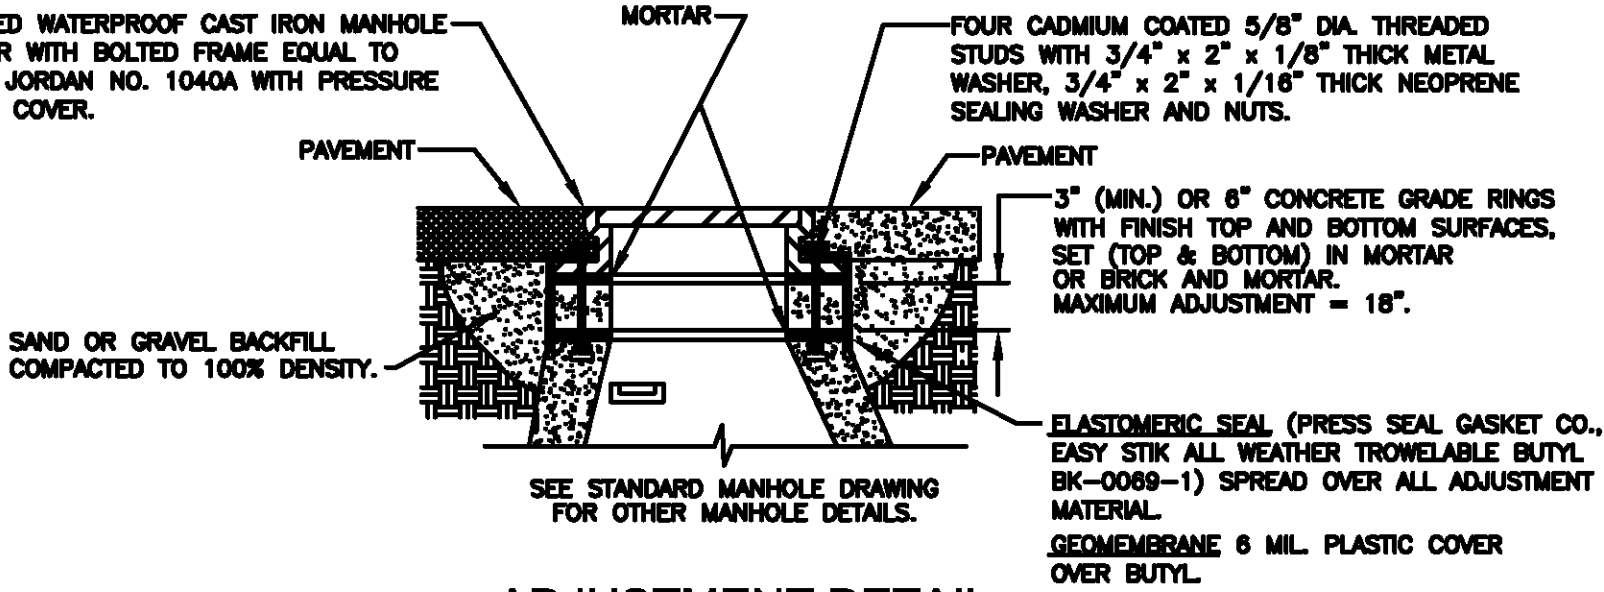 WATERPROOF CAST IRON MANHOLE
WITH BOLTED FRAME EQUAL TO
JORDAN NO. 1040A WITH PRESSURE
COVER.
MORTAR
FOUR CADMIUM COATED 5/8" DIA. THREADED
STUDS WITH 3/4" x 2" x 1/8" THICK METAL
WASHER, 3/4" x 2" x 1/16" THICK NEOPRENE
SEALING WASHER AND NUTS.
PAVEMENT
PAVEMENT
3" (MIN.) OR 6" CONCRETE GRADE RINGS
WITH FINISH TOP AND BOTTOM SURFACES,
SET (TOP & BOTTOM) IN MORTAR
OR BRICK AND MORTAR.
MAXIMUM ADJUSTMENT = 18".
SAND OR GRAVEL BACKFILL
COMPACTED TO 100% DENSITY.
ELASTOMERIC SEAL (PRESS SEAL GASKET CO.,
EASY STIK ALL WEATHER TROWELABLE BUTYL
BK-0069-1) SPREAD OVER ALL ADJUSTMENT
MATERIAL.
GEOMEMBRANE 6 MIL. PLASTIC COVER
OVER BUTYL.
SEE STANDARD MANHOLE DRAWING
FOR OTHER MANHOLE DETAILS.
ADJUSTMENT DETAIL